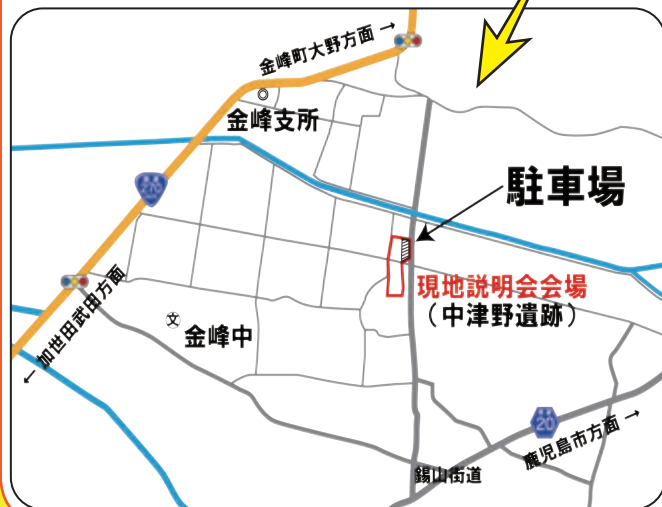 金峰町大野方面 →
金峰支所
270
駐車場
現地説明会会場
(中津野遺跡)
← 加世田武田方面
文
金峰中
20
鹿児島市方面 →
錫山街道